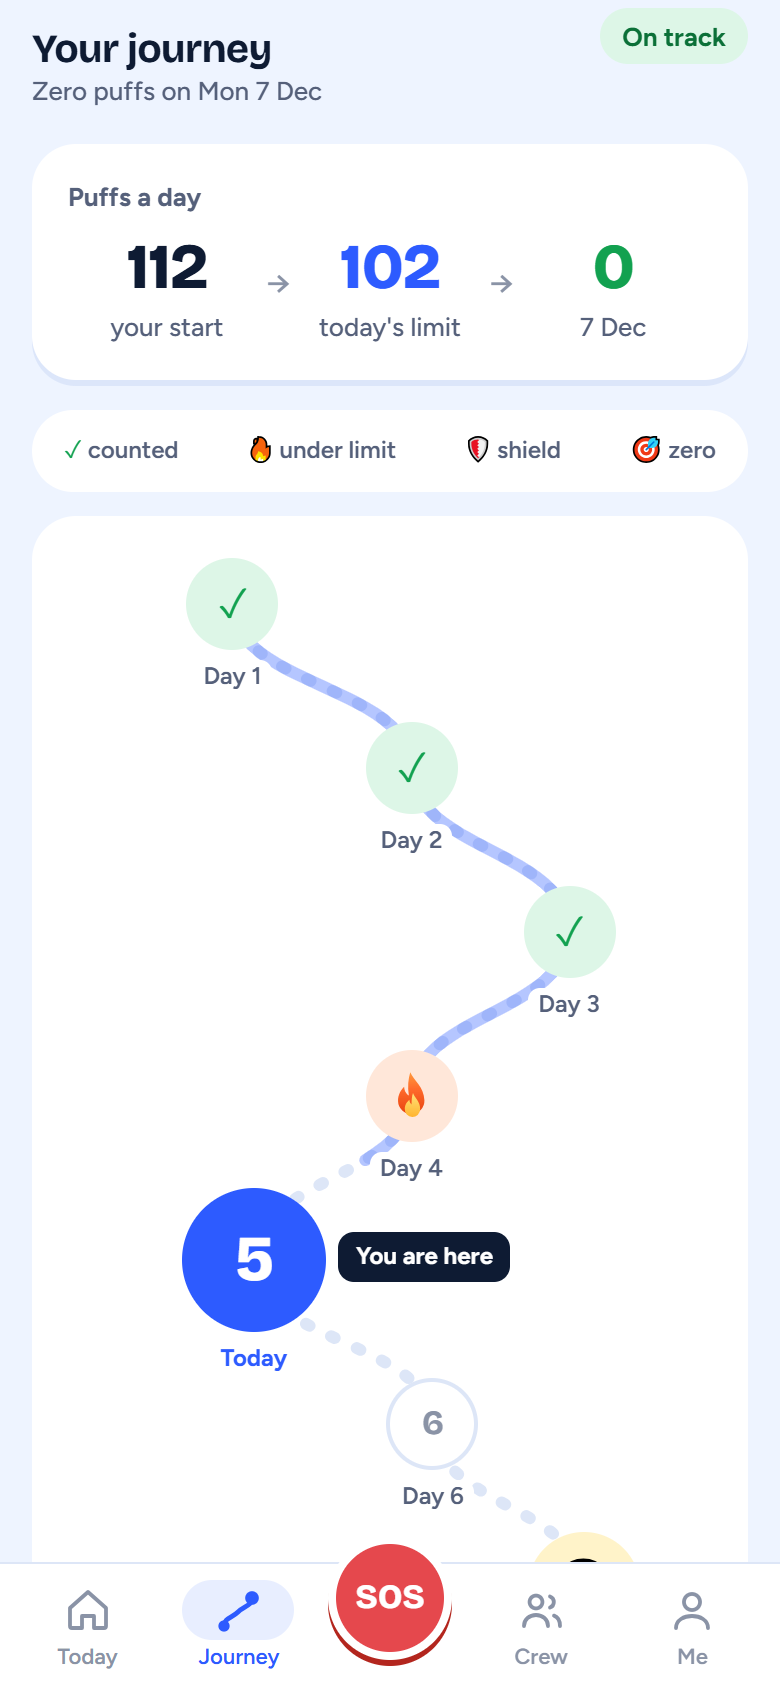 Your journey
On track
Zero puffs on Mon 7 Dec
Puffs a day
112 → 102 → 0
your start today's limit 7 Dec
✓ counted 🔥 under limit 🛡 shield 🎯 zero
✓
Day 1
✓
Day 2
✓
Day 3
Day 4
5
You are here
Today
6
Day 6
SOS
Today Journey Crew Me